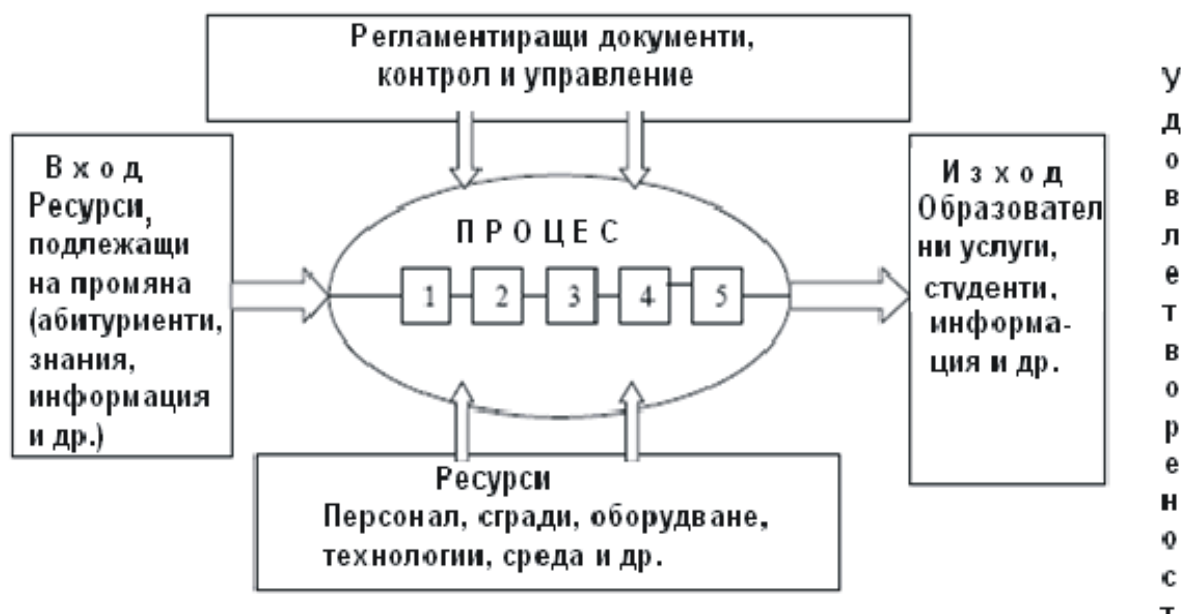 Регламентиращи документи,
контрол и управление
В х о д
Ресурси,
подлежащи
на промяна
(абитуриенти,
знания,
информация
и др.)
П Р О Ц Е С
1 2 3 4 5
И з х о д
Образовател
ни услуги,
студенти,
информа-
ция и др.
Ресурси
Персонал, сгради, оборудване,
технологии, среда и др.
У
д
о
в
л
е
т
в
о
р
е
н
о
с
т